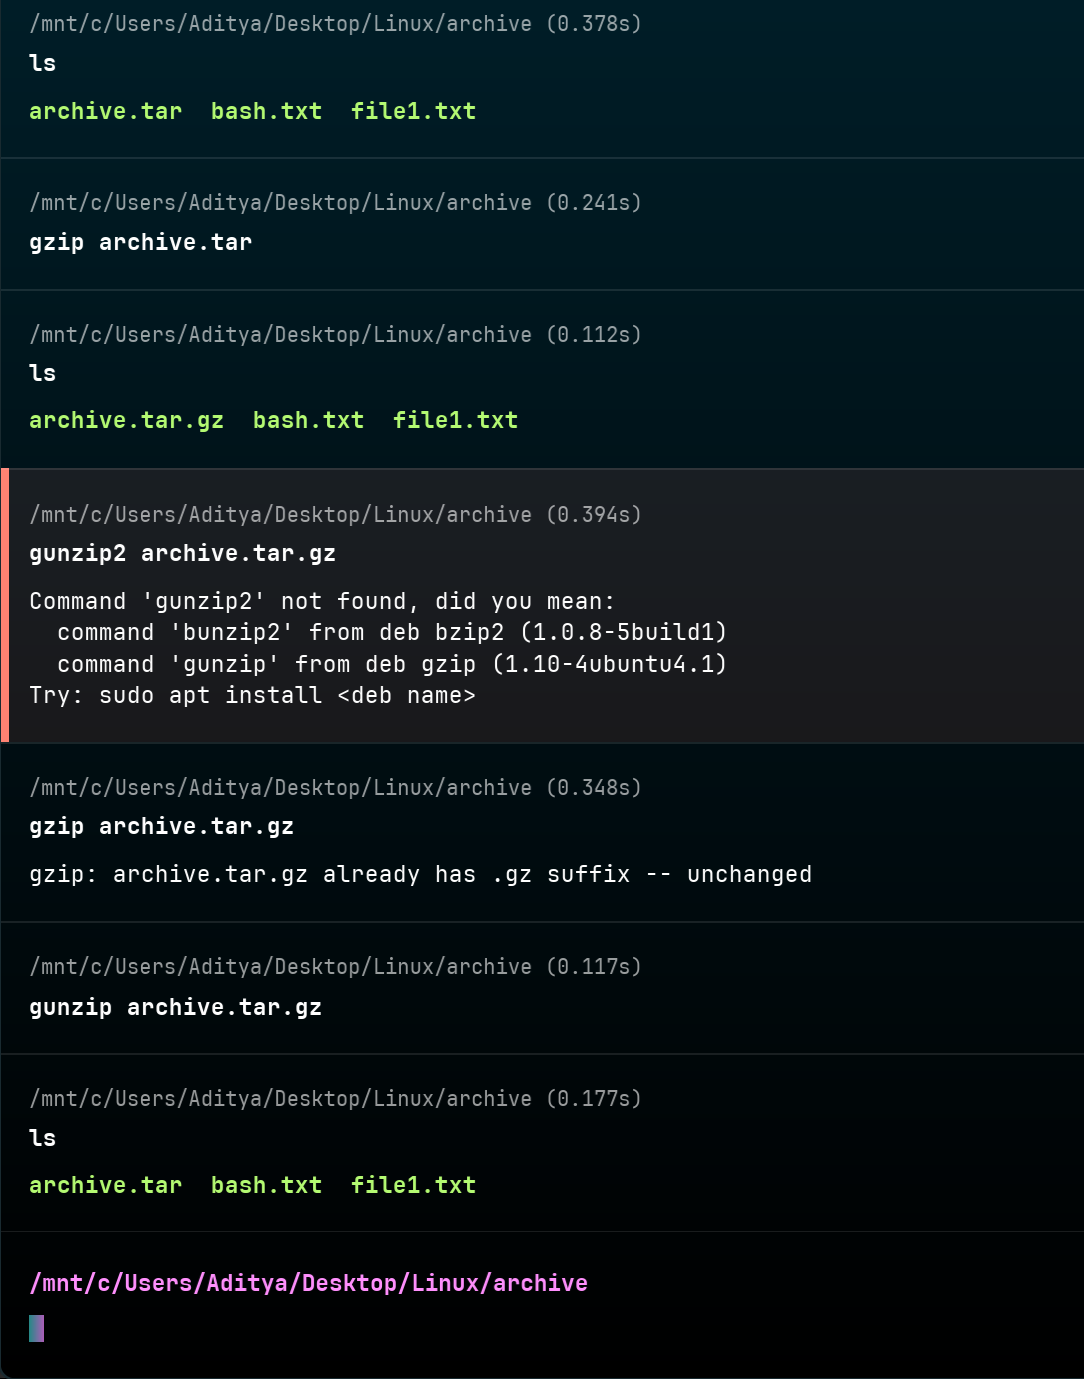 /mnt/c/Users/Aditya/Desktop/Linux/archive (0.378s)
ls
archive.tar  bash.txt  file1.txt
/mnt/c/Users/Aditya/Desktop/Linux/archive (0.241s)
gzip archive.tar
/mnt/c/Users/Aditya/Desktop/Linux/archive (0.112s)
ls
archive.tar.gz  bash.txt  file1.txt
/mnt/c/Users/Aditya/Desktop/Linux/archive (0.394s)
gunzip2 archive.tar.gz
Command 'gunzip2' not found, did you mean:
  command 'bunzip2' from deb bzip2 (1.0.8-5build1)
  command 'gunzip' from deb gzip (1.10-4ubuntu4.1)
Try: sudo apt install <deb name>
/mnt/c/Users/Aditya/Desktop/Linux/archive (0.348s)
gzip archive.tar.gz
gzip: archive.tar.gz already has .gz suffix -- unchanged
/mnt/c/Users/Aditya/Desktop/Linux/archive (0.117s)
gunzip archive.tar.gz
/mnt/c/Users/Aditya/Desktop/Linux/archive (0.177s)
ls
archive.tar  bash.txt  file1.txt
/mnt/c/Users/Aditya/Desktop/Linux/archive